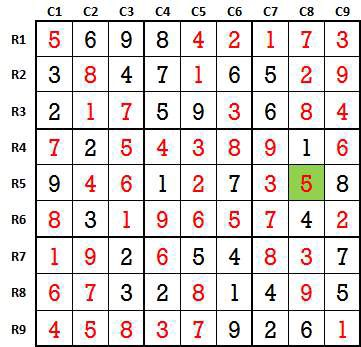 C1 C2 C3 C4 C5 C6 C7 C8 C9
R1 5 6 9 8 4 2 1 7 3
R2 3 8 4 7 1 6 5 2 9
R3 2 1 7 5 9 3 6 8 4
R4 7 2 5 4 3 8 9 1 6
R5 9 4 6 1 2 7 3 5 8
R6 8 3 1 9 6 5 7 4 2
R7 1 9 2 6 5 4 8 3 7
R8 6 7 3 2 8 1 4 9 5
R9 4 5 8 3 7 9 2 6 1